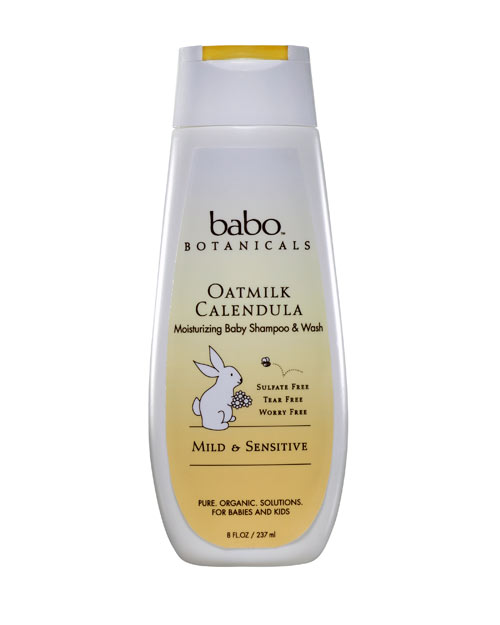 babo™
BOTANICALS
OATMILK
CALENDULA
Moisturizing Baby Shampoo & Wash
SULFATE FREE
TEAR FREE
WORRY FREE
MILD & SENSITIVE
PURE. ORGANIC. SOLUTIONS.
FOR BABIES AND KIDS
8 FL.OZ / 237 ml